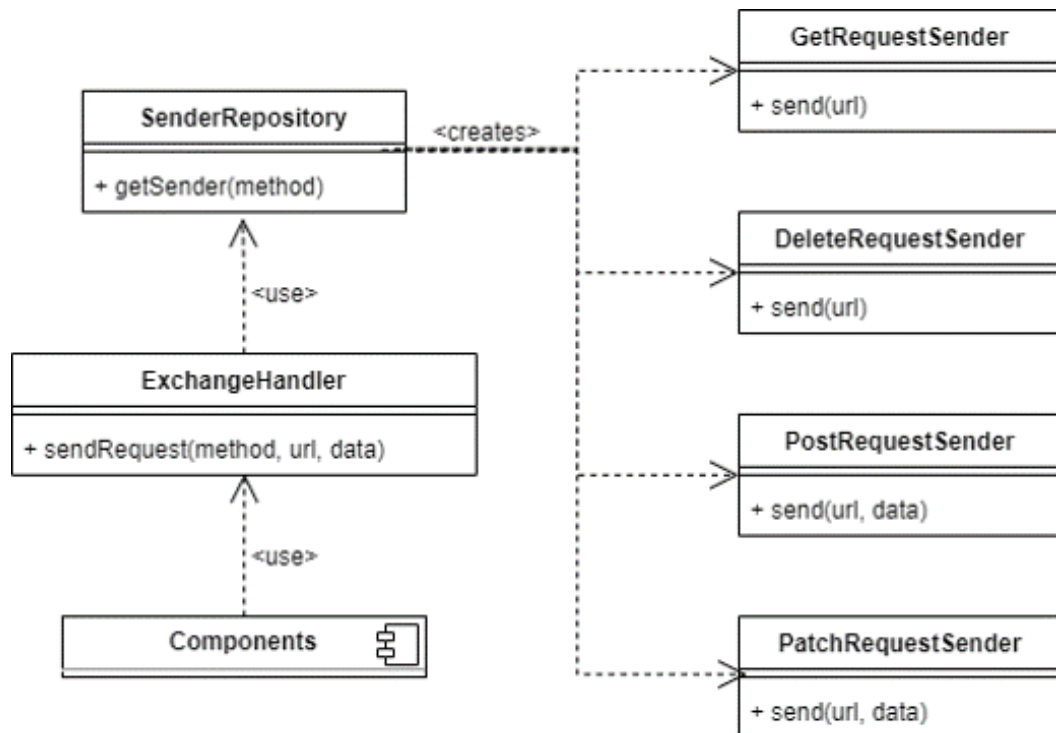 GetRequestSender
+ send(url)
SenderRepository
<creates>
+ getSender(method)
DeleteRequestSender
+ send(url)
<use>
ExchangeHandler
+ sendRequest(method, url, data)
PostRequestSender
+ send(url, data)
<use>
Components
PatchRequestSender
+ send(url, data)